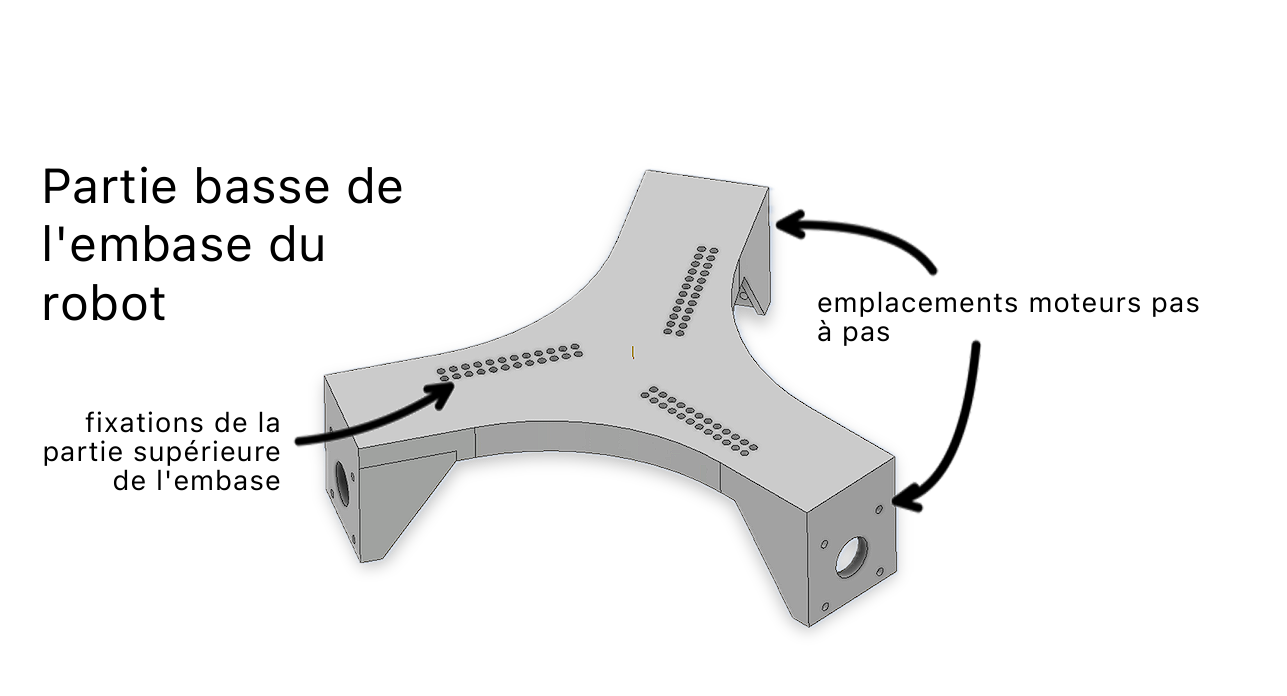 Partie basse de
l'embase du
robot
emplacements moteurs pas
à pas
fixations de la
partie supérieure
de l'embase